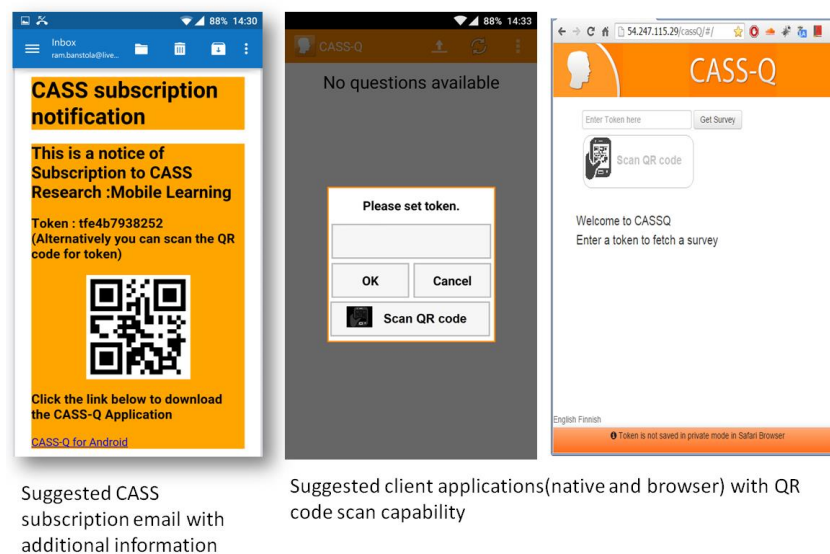 88% 14:30
Inbox
ram.banstola@live...
CASS subscription
notification
This is a notice of
Subscription to CASS
Research :Mobile Learning
Token : tfe4b7938252
(Alternatively you can scan the QR
code for token)
Click the link below to download
the CASS-Q Application
CASS-Q for Android
Suggested CASS
subscription email with
additional information
88% 14:33
CASS-Q
No questions available
Please set token.
OK Cancel
Scan QR code
54.247.115.29/cassQ/#/
CASS-Q
Enter Token here Get Survey
Scan QR code
Welcome to CASSQ
Enter a token to fetch a survey
English Finnish
Token is not saved in private mode in Safari Browser
Suggested client applications(native and browser) with QR
code scan capability